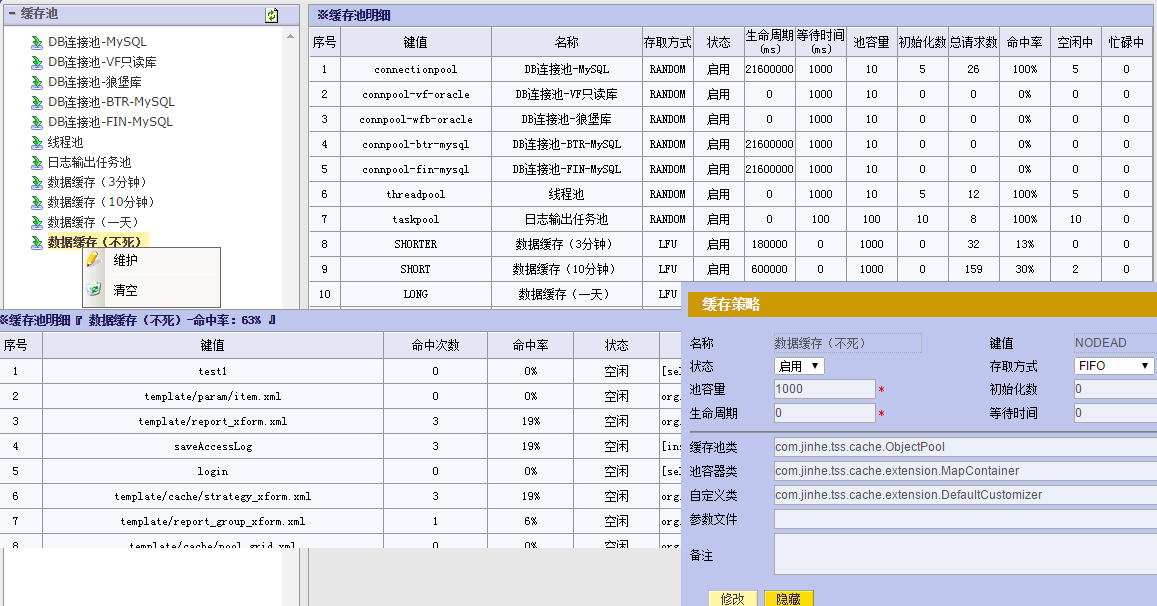 缓存池
DB连接池-MySQL
DB连接池-VF只读库
DB连接池-狼堡库
DB连接池-BTR-MySQL
DB连接池-FIN-MySQL
线程池
日志输出任务池
数据缓存（3分钟）
数据缓存（10分钟）
数据缓存（一天）
数据缓存（不死）
维护
清空
※缓存池明细
序号 键值 名称 存取方式 状态 生命周期(ms) 等待时间(ms) 池容量 初始化数 总请求数 命中率 空闲中 忙碌中
1 connectionpool DB连接池-MySQL RANDOM 启用 21600000 1000 10 5 26 100% 5 0
2 connpool-vf-oracle DB连接池-VF只读库 RANDOM 启用 0 1000 10 0 0 0% 0 0
3 connpool-wfb-oracle DB连接池-狼堡库 RANDOM 启用 0 1000 10 0 0 0% 0 0
4 connpool-btr-mysql DB连接池-BTR-MySQL RANDOM 启用 21600000 1000 10 0 0 0% 0 0
5 connpool-fin-mysql DB连接池-FIN-MySQL RANDOM 启用 21600000 1000 10 0 0 0% 0 0
6 threadpool 线程池 RANDOM 启用 0 1000 10 5 12 100% 5 0
7 taskpool 日志输出任务池 RANDOM 启用 0 100 100 10 8 100% 10 0
8 SHORTER 数据缓存（3分钟） LFU 启用 180000 0 1000 0 32 13% 0 0
9 SHORT 数据缓存（10分钟） LFU 启用 600000 0 1000 0 159 30% 2 0
10 LONG 数据缓存（一天） LFU
※缓存池明细『 数据缓存（不死）-命中率：63% 』
序号 键值 命中次数 命中率 状态
1 test1 0 0% 空闲 [sel
2 template/param/item.xml 0 0% 空闲 org.
3 template/report_xform.xml 3 19% 空闲 org.
4 saveAccessLog 3 19% 空闲 [ins
5 login 0 0% 空闲 [sel
6 template/cache/strategy_xform.xml 3 19% 空闲 org.
7 template/report_group_xform.xml 1 6% 空闲 org.
8 template/cache/pool_grid.xml 0 0% 空闲 org.
缓存策略
名称 数据缓存（不死） 键值 NODEAD
状态 启用 存取方式 FIFO
池容量 1000 * 初始化数 0
生命周期 0 * 等待时间 0
缓存池类 com.jinhe.tss.cache.ObjectPool
池容器类 com.jinhe.tss.cache.extension.MapContainer
自定义类 com.jinhe.tss.cache.extension.DefaultCustomizer
参数文件
备注
修改 隐藏